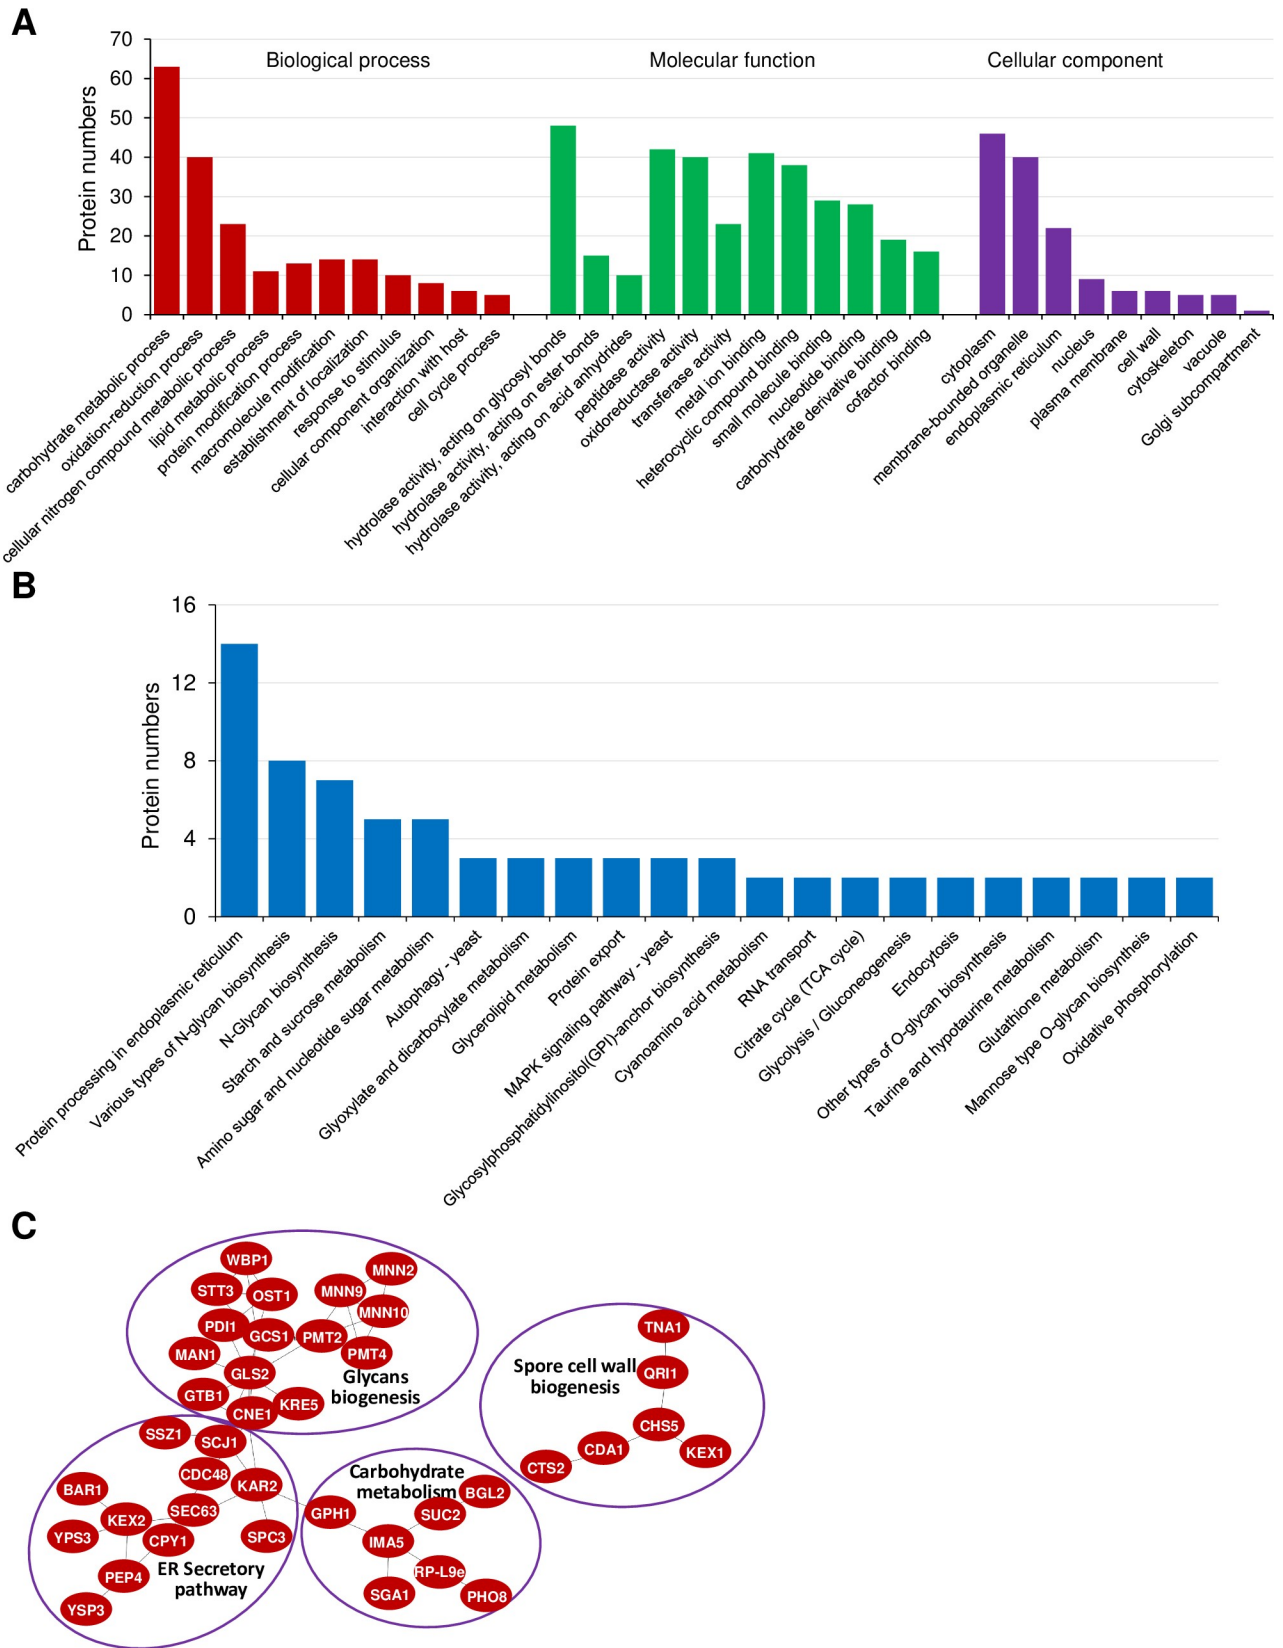 A
Biological process
Molecular function
Cellular component
Protein numbers
70
60
50
40
30
20
10
0
carbohydrate metabolic process
oxidation-reduction process
cellular nitrogen compound metabolic process
lipid metabolic process
protein modification process
macromolecule modification
establishment of localization
response to stimulus
cellular component organization
interaction with host
cell cycle process
hydrolase activity, acting on glycosyl bonds
hydrolase activity, acting on ester bonds
hydrolase activity, acting on acid anhydrides
peptidase activity
oxidoreductase activity
transferase activity
metal ion binding
heterocyclic compound binding
small molecule binding
nucleotide binding
carbohydrate derivative binding
cofactor binding
cytoplasm
membrane-bounded organelle
endoplasmic reticulum
nucleus
plasma membrane
cell wall
cytoskeleton
vacuole
Golgi subcompartment
B
Protein numbers
16
12
8
4
0
Protein processing in endoplasmic reticulum
Various types of N-glycan biosynthesis
N-Glycan biosynthesis
Starch and sucrose metabolism
Amino sugar and nucleotide sugar metabolism
Autophagy - yeast
Glyoxylate and dicarboxylate metabolism
Glycerolipid metabolism
Protein export
MAPK signaling pathway - yeast
Glycosylphosphatidylinositol(GPI)-anchor biosynthesis
Cyanoamino acid metabolism
RNA transport
Citrate cycle (TCA cycle)
Glycolysis / Gluconeogenesis
Endocytosis
Other types of O-glycan biosynthesis
Taurine and hypotaurine metabolism
Glutathione metabolism
Mannose type O-glycan biosyntheis
Oxidative phosphorylation
C
WBP1
STT3
OST1
MNN2
MNN9
MNN10
PDI1
GCS1
PMT2
PMT4
MAN1
GLS2
GTB1
CNE1
KRE5
Glycans
biogenesis
TNA1
Spore cell wall
biogenesis
QRI1
CHS5
CDA1
KEX1
CTS2
SSZ1
SCJ1
CDC48
KAR2
BAR1
SEC63
KEX2
YPS3
CPY1
SPC3
PEP4
YSP3
ER Secretory
pathway
Carbohydrate
metabolism
BGL2
GPH1
SUC2
IMA5
RP-L9e
SGA1
PHO8